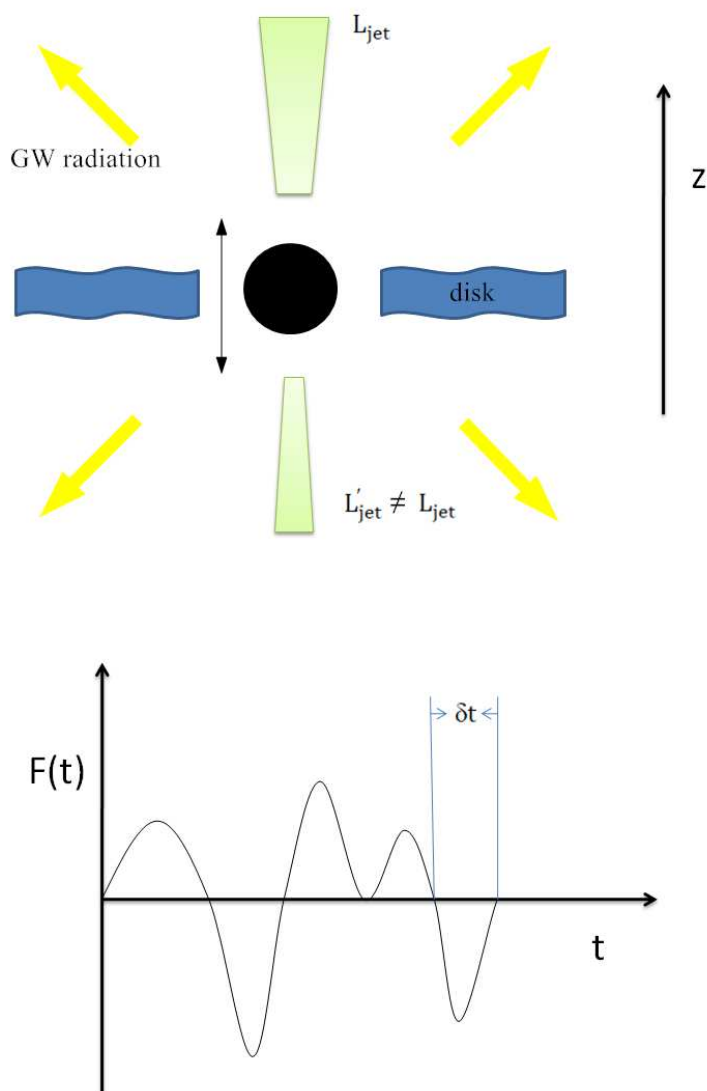 L_jet
GW radiation
z
disk
L'_jet ≠ L_jet
δt
F(t)
t